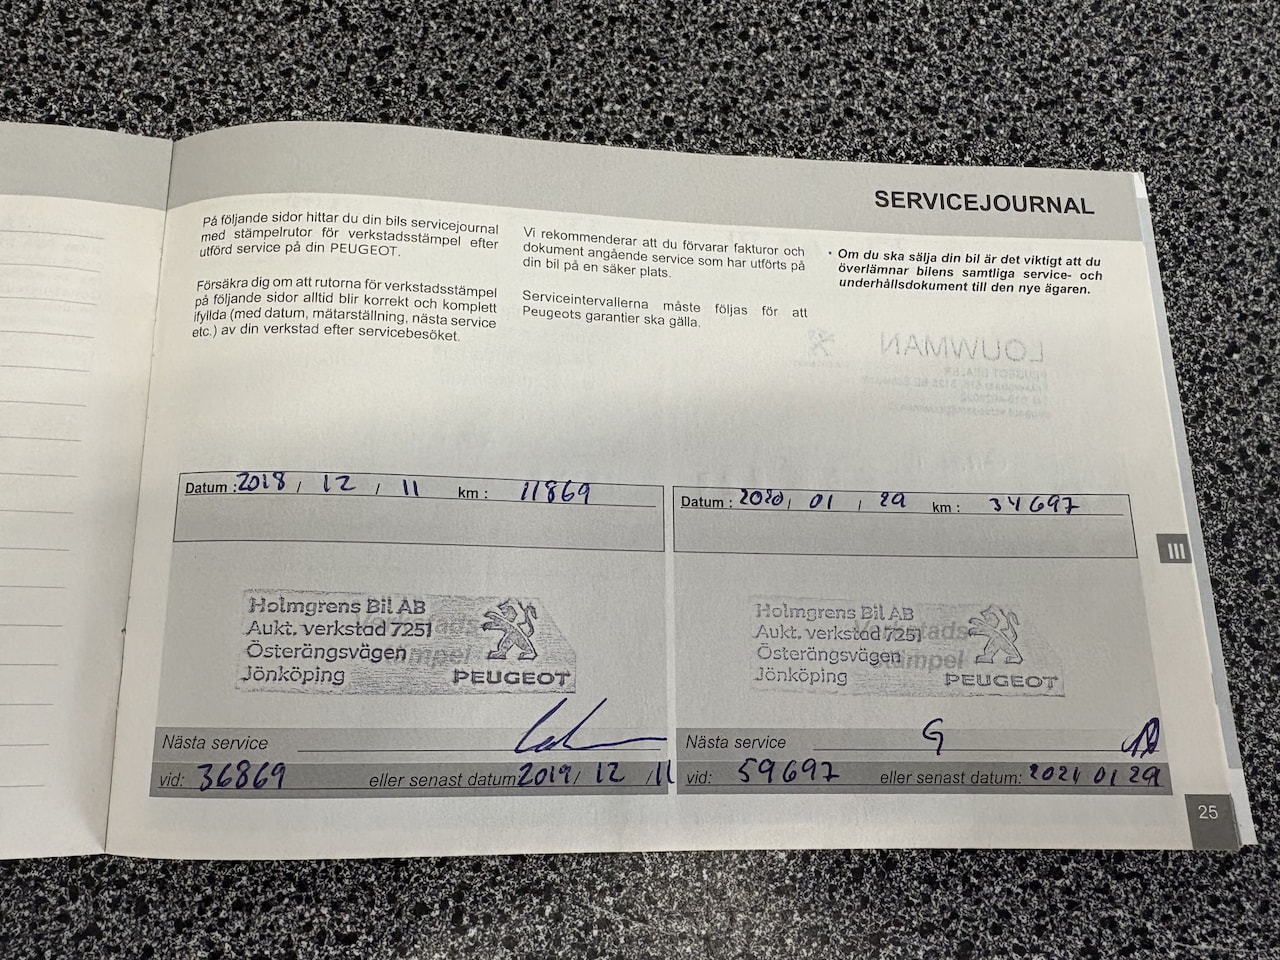 SERVICEJOURNAL
På följande sidor hittar du din bils servicejournal
med stämpelrutor för verkstadsstämpel efter
utförd service på din PEUGEOT.
Försäkra dig om att rutorna för verkstadsstämpel
på följande sidor alltid blir korrekt och komplett
ifyllda (med datum, mätarställning, nästa service
etc.) av din verkstad efter servicebesöket.
Vi rekommenderar att du förvarar fakturor och
dokument angående service som har utförts på
din bil på en säker plats.
Serviceintervallerna måste följas för att
Peugeots garantier ska gälla.
• Om du ska sälja din bil är det viktigt att du
överlämnar bilens samtliga service- och
underhållsdokument till den nye ägaren.
LOUWMAN
PEUGEOT DEALER
Datum : 2018 / 12 / 11 km : 11869
Verkstads
stämpel
Holmgrens Bil AB
Aukt. verkstad 7251
Österängsvägen
Jönköping
PEUGEOT
Nästa service
vid: 36869 eller senast datum 2019 / 12 / 11
Datum : 2020 / 01 / 29 km : 34697
Verkstads
stämpel
Holmgrens Bil AB
Aukt. verkstad 7251
Österängsvägen
Jönköping
PEUGEOT
Nästa service
vid: 59697 eller senast datum: 2021 01 29
III
25